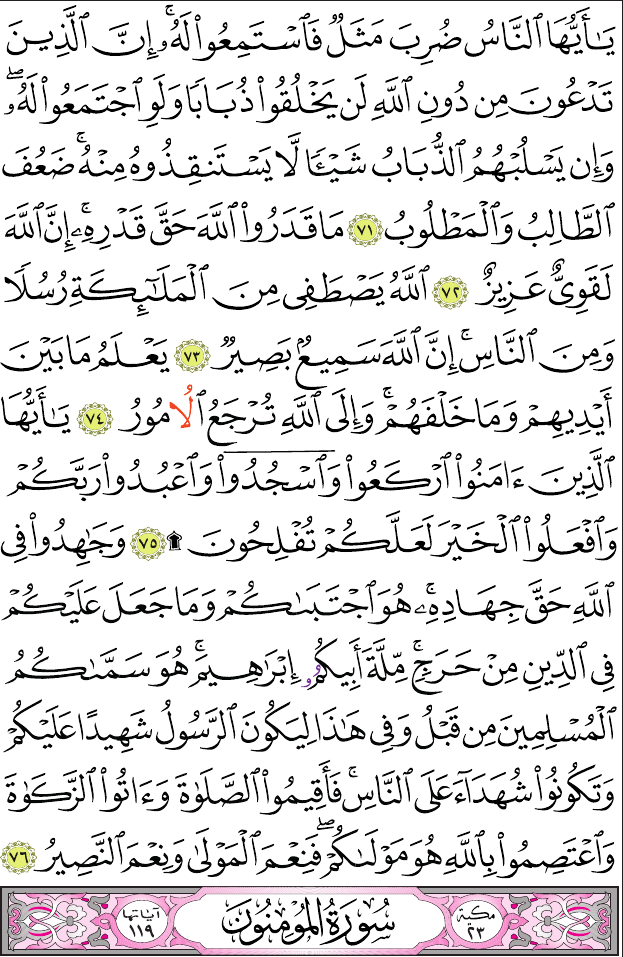 يَٰٓأَيُّهَا ٱلنَّاسُ ضُرِبَ مَثَلٌ فَٱسْتَمِعُوا۟ لَهُۥٓۚ إِنَّ ٱلَّذِينَ
تَدْعُونَ مِن دُونِ ٱللَّهِ لَن يَخْلُقُوا۟ ذُبَابًا وَلَوِ ٱجْتَمَعُوا۟ لَهُۥۖ
وَإِن يَسْلُبْهُمُ ٱلذُّبَابُ شَيْـًٔا لَّا يَسْتَنقِذُوهُ مِنْهُۚ ضَعُفَ
ٱلطَّالِبُ وَٱلْمَطْلُوبُ ٧١ مَا قَدَرُوا۟ ٱللَّهَ حَقَّ قَدْرِهِۦٓۚ إِنَّ ٱللَّهَ
لَقَوِىٌّ عَزِيزٌ ٧٢ ٱللَّهُ يَصْطَفِى مِنَ ٱلْمَلَٰٓئِكَةِ رُسُلًا
وَمِنَ ٱلنَّاسِۚ إِنَّ ٱللَّهَ سَمِيعٌۢ بَصِيرٌ ٧٣ يَعْلَمُ مَا بَيْنَ
أَيْدِيهِمْ وَمَا خَلْفَهُمْۚ وَإِلَى ٱللَّهِ تُرْجَعُ ٱلُامُورُ ٧٤ يَٰٓأَيُّهَا
ٱلَّذِينَ ءَامَنُوا۟ ٱرْكَعُوا۟ وَٱسْجُدُوا۟ وَٱعْبُدُوا۟ رَبَّكُمْ
وَٱفْعَلُوا۟ ٱلْخَيْرَ لَعَلَّكُمْ تُفْلِحُونَ ۩ ٧٥ وَجَٰهِدُوا۟ فِى
ٱللَّهِ حَقَّ جِهَادِهِۦۚ هُوَ ٱجْتَبَىٰكُمْ وَمَا جَعَلَ عَلَيْكُمْ
فِى ٱلدِّينِ مِنْ حَرَجٍۚ مِّلَّةَ أَبِيكُمُۥٓ إِبْرَٰهِيمَۚ هُوَ سَمَّىٰكُمُ
ٱلْمُسْلِمِينَ مِن قَبْلُ وَفِى هَٰذَا لِيَكُونَ ٱلرَّسُولُ شَهِيدًا عَلَيْكُمْ
وَتَكُونُوا۟ شُهَدَآءَ عَلَى ٱلنَّاسِۚ فَأَقِيمُوا۟ ٱلصَّلَوٰةَ وَءَاتُوا۟ ٱلزَّكَوٰةَ
وَٱعْتَصِمُوا۟ بِٱللَّهِ هُوَ مَوْلَىٰكُمْۖ فَنِعْمَ ٱلْمَوْلَىٰ وَنِعْمَ ٱلنَّصِيرُ ٧٦
مكية ٢٣ سُورَةُ المُومِنُونَ آياتها ١١٩